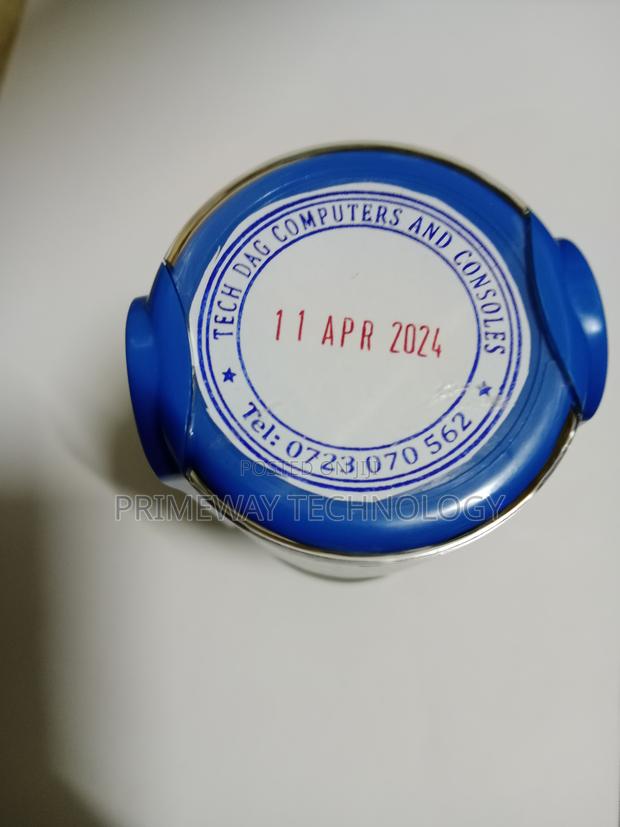 TECH DAG COMPUTERS AND CONSOLES
11 APR 2024
★ Tel: 0723 070 562 ★
POSTED ON JIJI
PRIMEWAY TECHNOLOGY